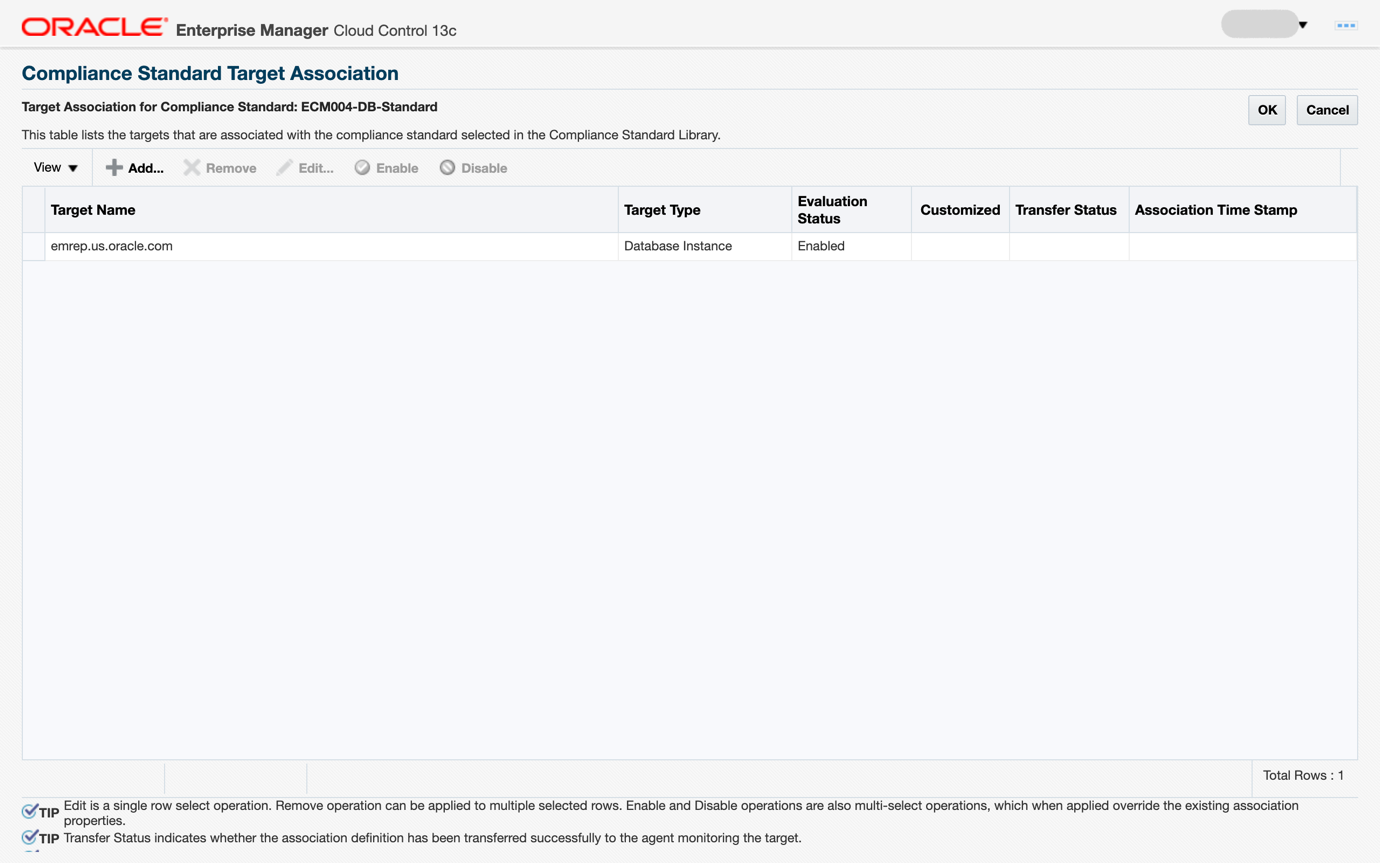 ORACLE Enterprise Manager Cloud Control 13c
Compliance Standard Target Association
Target Association for Compliance Standard: ECM004-DB-Standard
OK Cancel
This table lists the targets that are associated with the compliance standard selected in the Compliance Standard Library.
View Add... Remove Edit... Enable Disable
Target Name Target Type Evaluation Status Customized Transfer Status Association Time Stamp
emrep.us.oracle.com Database Instance Enabled
Total Rows : 1
TIP Edit is a single row select operation. Remove operation can be applied to multiple selected rows. Enable and Disable operations are also multi-select operations, which when applied override the existing association
properties.
TIP Transfer Status indicates whether the association definition has been transferred successfully to the agent monitoring the target.